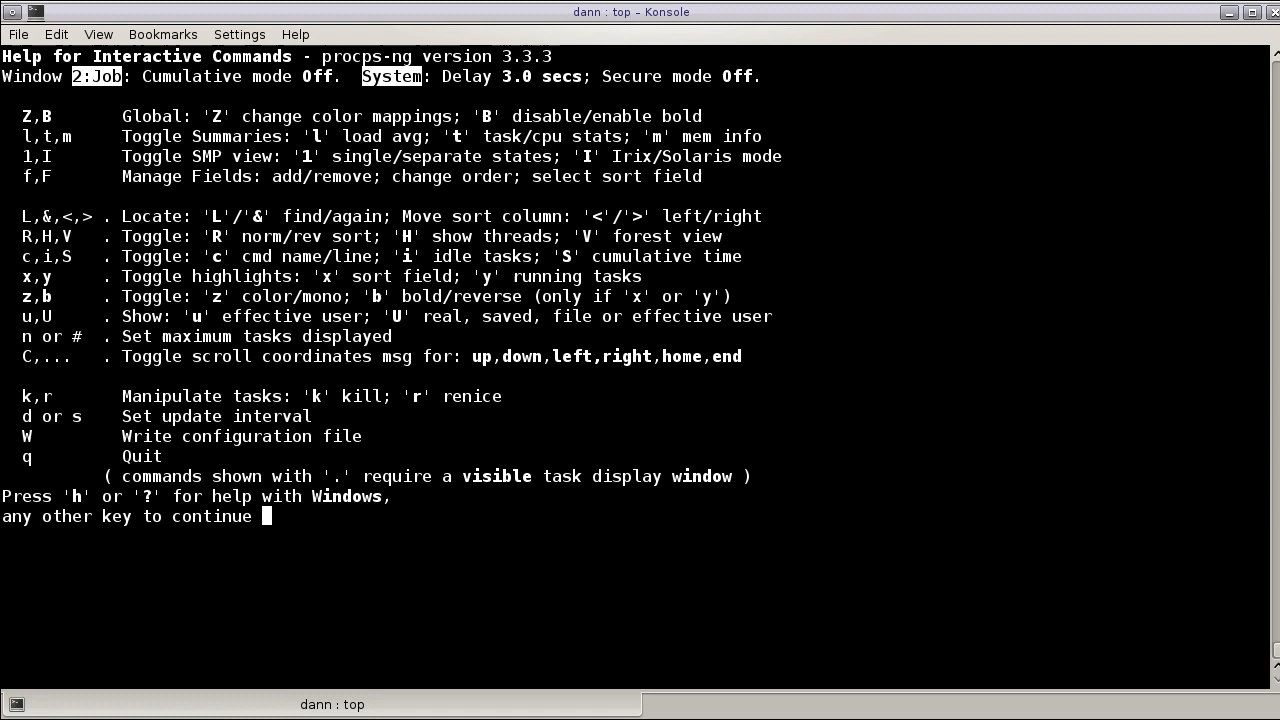 dann : top – Konsole
File Edit View Bookmarks Settings Help
Help for Interactive Commands - procps-ng version 3.3.3
Window 2:Job: Cumulative mode Off.  System: Delay 3.0 secs; Secure mode Off.
Z,B       Global: 'Z' change color mappings; 'B' disable/enable bold
l,t,m     Toggle Summaries: 'l' load avg; 't' task/cpu stats; 'm' mem info
1,I       Toggle SMP view: '1' single/separate states; 'I' Irix/Solaris mode
f,F       Manage Fields: add/remove; change order; select sort field
L,&,<,> . Locate: 'L'/'&' find/again; Move sort column: '<'/'>' left/right
R,H,V   . Toggle: 'R' norm/rev sort; 'H' show threads; 'V' forest view
c,i,S   . Toggle: 'c' cmd name/line; 'i' idle tasks; 'S' cumulative time
x,y     . Toggle highlights: 'x' sort field; 'y' running tasks
z,b     . Toggle: 'z' color/mono; 'b' bold/reverse (only if 'x' or 'y')
u,U     . Show: 'u' effective user; 'U' real, saved, file or effective user
n or #  . Set maximum tasks displayed
C,...   . Toggle scroll coordinates msg for: up,down,left,right,home,end
k,r       Manipulate tasks: 'k' kill; 'r' renice
d or s    Set update interval
W         Write configuration file
q         Quit
( commands shown with '.' require a visible task display window )
Press 'h' or '?' for help with Windows,
any other key to continue
dann : top